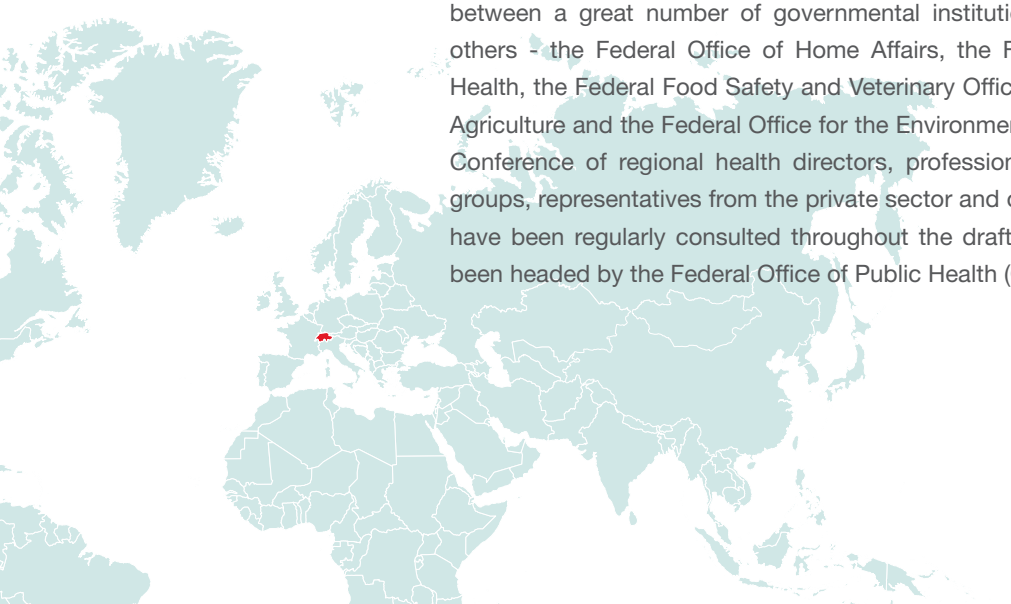 between a great number of governmental instituti
others - the Federal Office of Home Affairs, the F
Health, the Federal Food Safety and Veterinary Offic
Agriculture and the Federal Office for the Environme
Conference of regional health directors, profession
groups, representatives from the private sector and
have been regularly consulted throughout the draft
been headed by the Federal Office of Public Health (